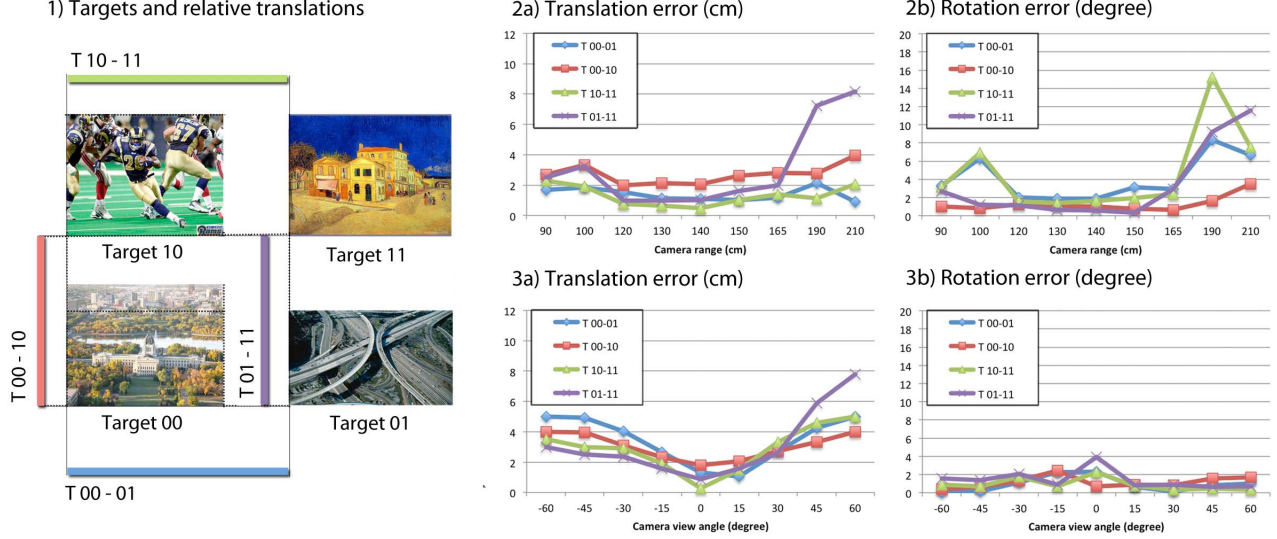 1) Targets and relative translations
T 10 - 11
Target 10
Target 11
T 00 - 10
T 01 - 11
Target 00
Target 01
T 00 - 01
2a) Translation error (cm)
12
10
8
6
4
2
0
T 00-01
T 00-10
T 10-11
T 01-11
90 100 120 130 140 150 165 190 210
Camera range (cm)
2b) Rotation error (degree)
20
18
16
14
12
10
8
6
4
2
0
T 00-01
T 00-10
T 10-11
T 01-11
90 100 120 130 140 150 165 190 210
Camera range (cm)
3a) Translation error (cm)
12
10
8
6
4
2
0
T 00-01
T 00-10
T 10-11
T 01-11
-60 -45 -30 -15 0 15 30 45 60
Camera view angle (degree)
3b) Rotation error (degree)
20
18
16
14
12
10
8
6
4
2
0
T 00-01
T 00-10
T 10-11
T 01-11
-60 -45 -30 -15 0 15 30 45 60
Camera view angle (degree)